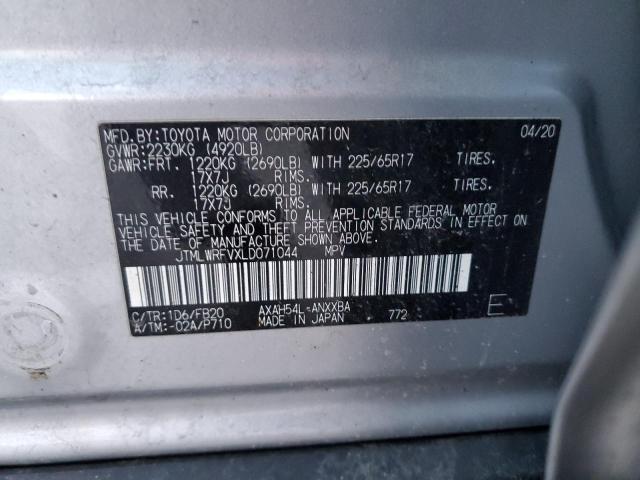 MFD.BY:TOYOTA MOTOR CORPORATION 04/20
GVWR:2230KG (4920LB)
GAWR:FRT. 1220KG (2690LB) WITH 225/65R17 TIRES.
17X7J RIMS.
RR. 1220KG (2690LB) WITH 225/65R17 TIRES.
17X7J RIMS.
THIS VEHICLE CONFORMS TO ALL APPLICABLE FEDERAL MOTOR
VEHICLE SAFETY AND THEFT PREVENTION STANDARDS IN EFFECT ON
THE DATE OF MANUFACTURE SHOWN ABOVE.
JTMLWRFVXLD071044 MPV
C/TR:1D6/FB20 AXAH54L-ANXXBA E
A/TM:-02A/P710 MADE IN JAPAN 772